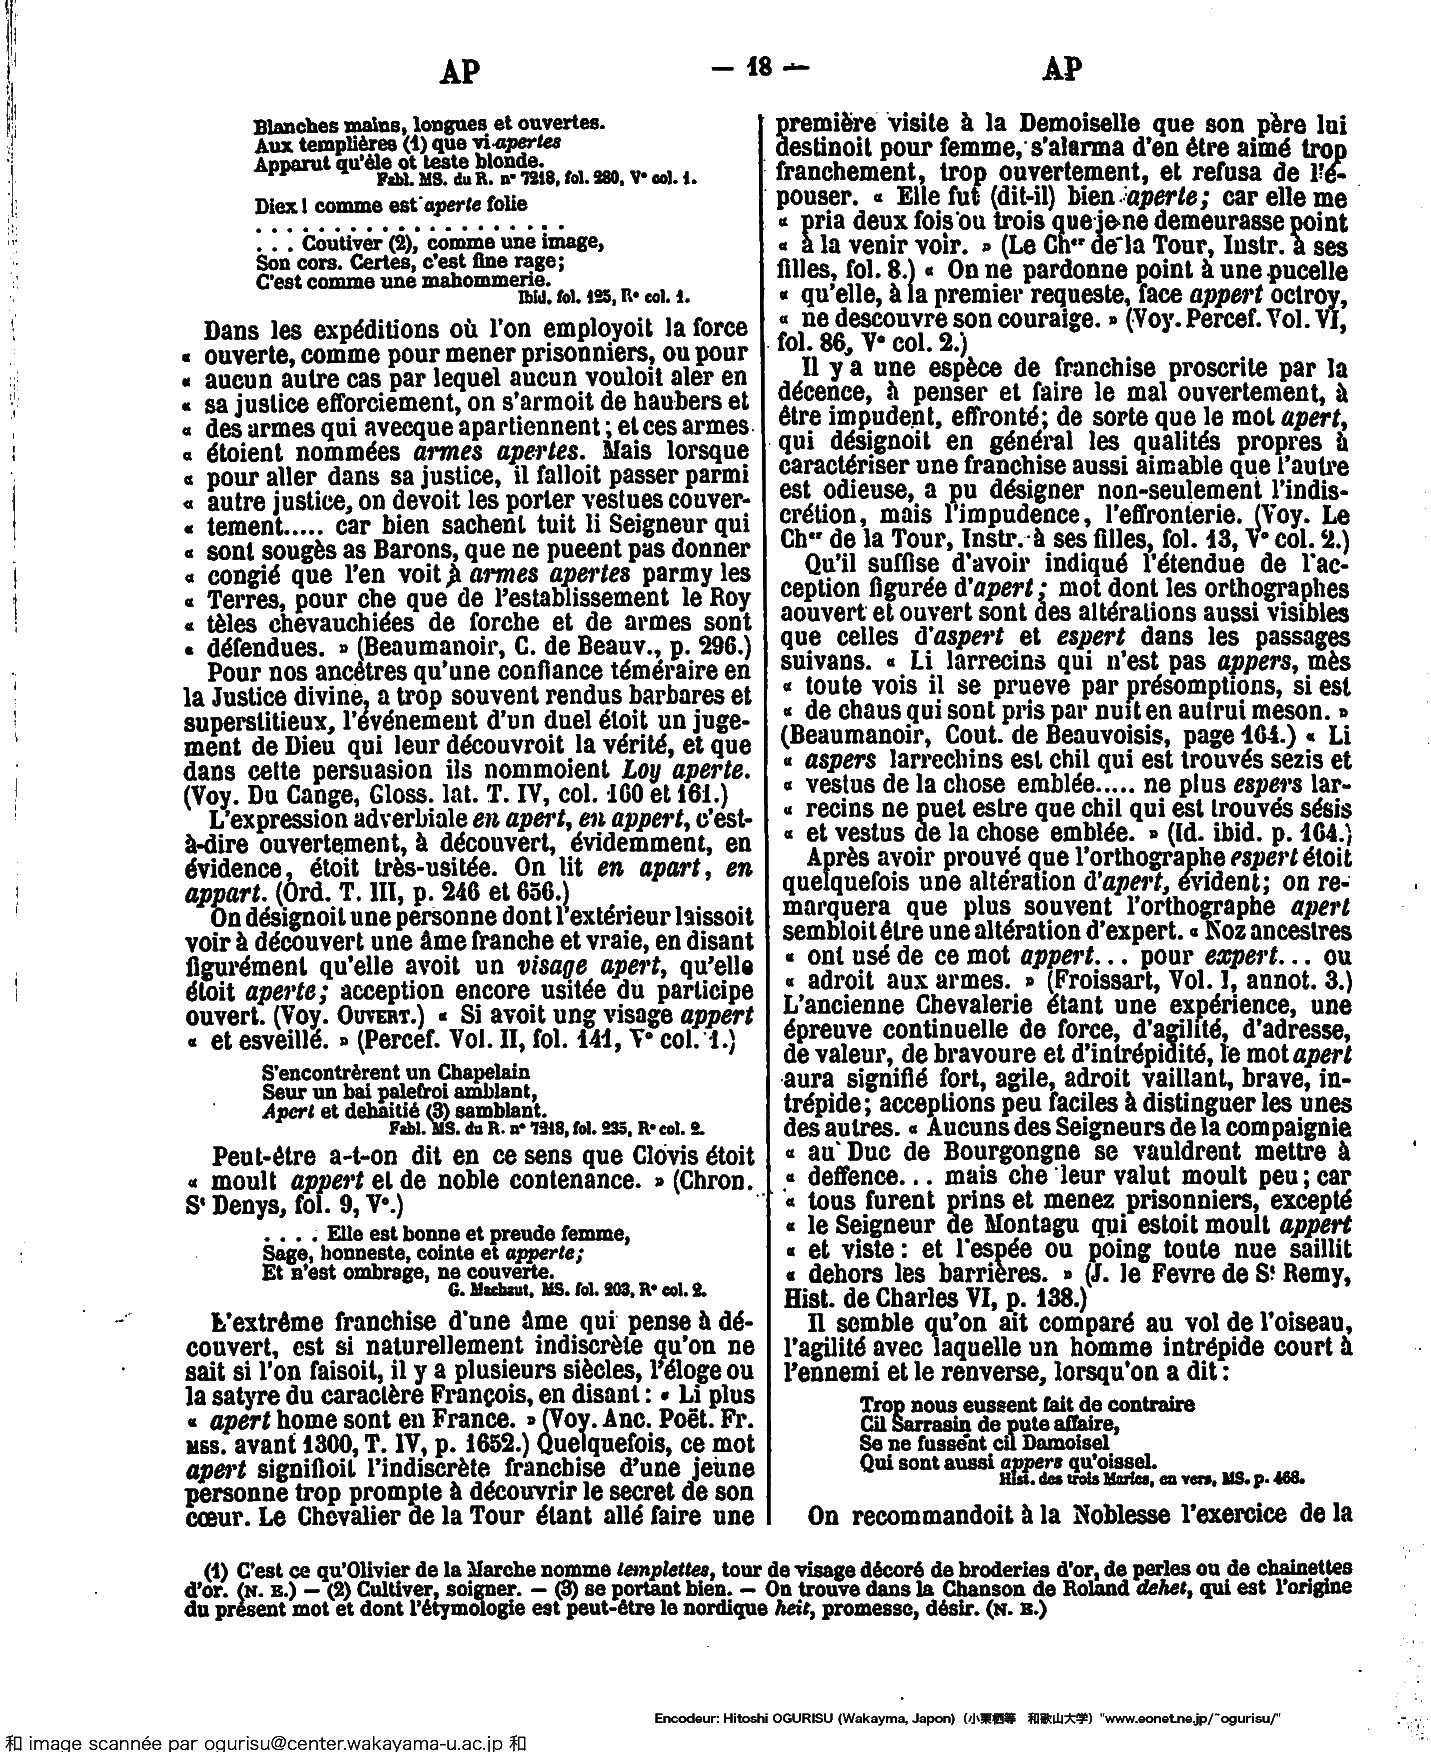 AP — 18 — AP
Blanches mains, longues et ouvertes.
Aux templières (1) que vi apertes
Apparut qu'èle ot teste blonde.
Fabl. MS. du R. n° 7218, fol. 280, V° col. 1.
Diex ! comme est aperte folie
. . . . . . . . . . . . . . . . . . .
. . . Coutiver (2), comme une image,
Son cors. Certes, c'est fine rage;
C'est comme une mahommerie.
Ibid. fol. 125, R° col. 1.
Dans les expéditions où l'on employoit la force
« ouverte, comme pour mener prisonniers, ou pour
« aucun autre cas par lequel aucun vouloit aler en
« sa justice efforciement, on s'armoit de haubers et
« des armes qui avecque apartiennent ; et ces armes
« étoient nommées armes apertes. Mais lorsque
« pour aller dans sa justice, il falloit passer parmi
« autre justice, on devoit les porter vestues couver-
« tement..... car bien sachent tuit li Seigneur qui
« sont sougès as Barons, que ne pueent pas donner
« congié que l'en voit à armes apertes parmy les
« Terres, pour che que de l'establissement le Roy
« tèles chevauchiées de forche et de armes sont
« défendues. » (Beaumanoir, C. de Beauv., p. 296.)
Pour nos ancêtres qu'une confiance téméraire en
la Justice divine, a trop souvent rendus barbares et
superstitieux, l'événement d'un duel étoit un juge-
ment de Dieu qui leur découvroit la vérité, et que
dans cette persuasion ils nommoient Loy aperte.
(Voy. Du Cange, Gloss. lat. T. IV, col. 160 et 161.)
L'expression adverbiale en apert, en appert, c'est-
à-dire ouvertement, à découvert, évidemment, en
évidence, étoit très-usitée. On lit en apart, en
appart. (Ord. T. III, p. 246 et 656.)
On désignoit une personne dont l'extérieur laissoit
voir à découvert une âme franche et vraie, en disant
figurément qu'elle avoit un visage apert, qu'elle
étoit aperte; acception encore usitée du participe
ouvert. (Voy. OUVERT.) « Si avoit ung visage appert
« et esveillé. » (Percef. Vol. II, fol. 141, V° col. 1.)
S'encontrèrent un Chapelain
Seur un bai palefroi amblant,
Apert et dehaitié (3) samblant.
Fabl. MS. du R. n° 7218, fol. 235, R° col. 2.
Peut-être a-t-on dit en ce sens que Clovis étoit
« moult appert et de noble contenance. » (Chron.
St Denys, fol. 9, V°.)
. . . . Elle est bonne et preude femme,
Sage, honneste, cointe et apperte;
Et n'est ombrage, ne couverte.
G. Machaut, MS. fol. 203, R° col. 2.
L'extrême franchise d'une âme qui pense à dé-
couvert, est si naturellement indiscrète qu'on ne
sait si l'on faisoit, il y a plusieurs siècles, l'éloge ou
la satyre du caractère François, en disant : « Li plus
« apert home sont en France. » (Voy. Anc. Poët. Fr.
MSS. avant 1300, T. IV, p. 1652.) Quelquefois, ce mot
apert signifioit l'indiscrète franchise d'une jeune
personne trop prompte à découvrir le secret de son
cœur. Le Chevalier de la Tour étant allé faire une
première visite à la Demoiselle que son père lui
destinoit pour femme, s'alarma d'en être aimé trop
franchement, trop ouvertement, et refusa de l'é-
pouser. « Elle fut (dit-il) bien aperte; car elle me
« pria deux fois ou trois que je ne demeurasse point
« à la venir voir. » (Le Cher de la Tour, Instr. à ses
filles, fol. 8.) « On ne pardonne point à une pucelle
« qu'elle, à la premier requeste, face appert octroy,
« ne descouvre son couraige. » (Voy. Percef. Vol. VI,
fol. 86, V° col. 2.)
Il y a une espèce de franchise proscrite par la
décence, à penser et faire le mal ouvertement, à
être impudent, effronté; de sorte que le mot apert,
qui désignoit en général les qualités propres à
caractériser une franchise aussi aimable que l'autre
est odieuse, a pu désigner non-seulement l'indis-
crétion, mais l'impudence, l'effronterie. (Voy. Le
Cher de la Tour, Instr. à ses filles, fol. 13, V° col. 2.)
Qu'il suffise d'avoir indiqué l'étendue de l'ac-
ception figurée d'apert ; mot dont les orthographes
aouvert et ouvert sont des altérations aussi visibles
que celles d'aspert et espert dans les passages
suivans. « Li larrecins qui n'est pas appers, mès
« toute vois il se prueve par présomptions, si est
« de chaus qui sont pris par nuit en autrui meson. »
(Beaumanoir, Cout. de Beauvoisis, page 164.) « Li
« aspers larrechins est chil qui est trouvés sezis et
« vestus de la chose emblée..... ne plus espers lar-
« recins ne puet estre que chil qui est trouvés sésis
« et vestus de la chose emblée. » (Id. ibid. p. 164.)
Après avoir prouvé que l'orthographe espert étoit
quelquefois une altération d'apert, évident; on re-
marquera que plus souvent l'orthographe apert
sembloit être une altération d'expert. « Noz ancestres
« ont usé de ce mot appert... pour expert... ou
« adroit aux armes. » (Froissart, Vol. I, annot. 3.)
L'ancienne Chevalerie étant une expérience, une
épreuve continuelle de force, d'agilité, d'adresse,
de valeur, de bravoure et d'intrépidité, le mot apert
aura signifié fort, agile, adroit vaillant, brave, in-
trépide; acceptions peu faciles à distinguer les unes
des autres. « Aucuns des Seigneurs de la compaignie
« au Duc de Bourgongne se vauldrent mettre à
« deffence... mais che leur valut moult peu ; car
« tous furent prins et menez prisonniers, excepté
« le Seigneur de Montagu qui estoit moult appert
« et viste : et l'espée ou poing toute nue saillit
« dehors les barrières. » (J. le Fevre de St Remy,
Hist. de Charles VI, p. 138.)
Il semble qu'on ait comparé au vol de l'oiseau,
l'agilité avec laquelle un homme intrépide court à
l'ennemi et le renverse, lorsqu'on a dit :
Trop nous eussent fait de contraire
Cil Sarrasin de pute affaire,
Se ne fussent cil Damoisel
Qui sont aussi appers qu'oissel.
Hist. des trois Maries, en vers, MS. p. 468.
On recommandoit à la Noblesse l'exercice de la
(1) C'est ce qu'Olivier de la Marche nomme templettes, tour de visage décoré de broderies d'or, de perles ou de chainettes
d'or. (N. E.) — (2) Cultiver, soigner. — (3) se portant bien. — On trouve dans la Chanson de Roland dehet, qui est l'origine
du présent mot et dont l'étymologie est peut-être le nordique heit, promesse, désir. (N. E.)
Encodeur: Hitoshi OGURISU (Wakayma, Japon) (小栗栖等 和歌山大学) "www.eonet.ne.jp/~ogurisu/"
和 image scannée par ogurisu@center.wakayama-u.ac.jp 和